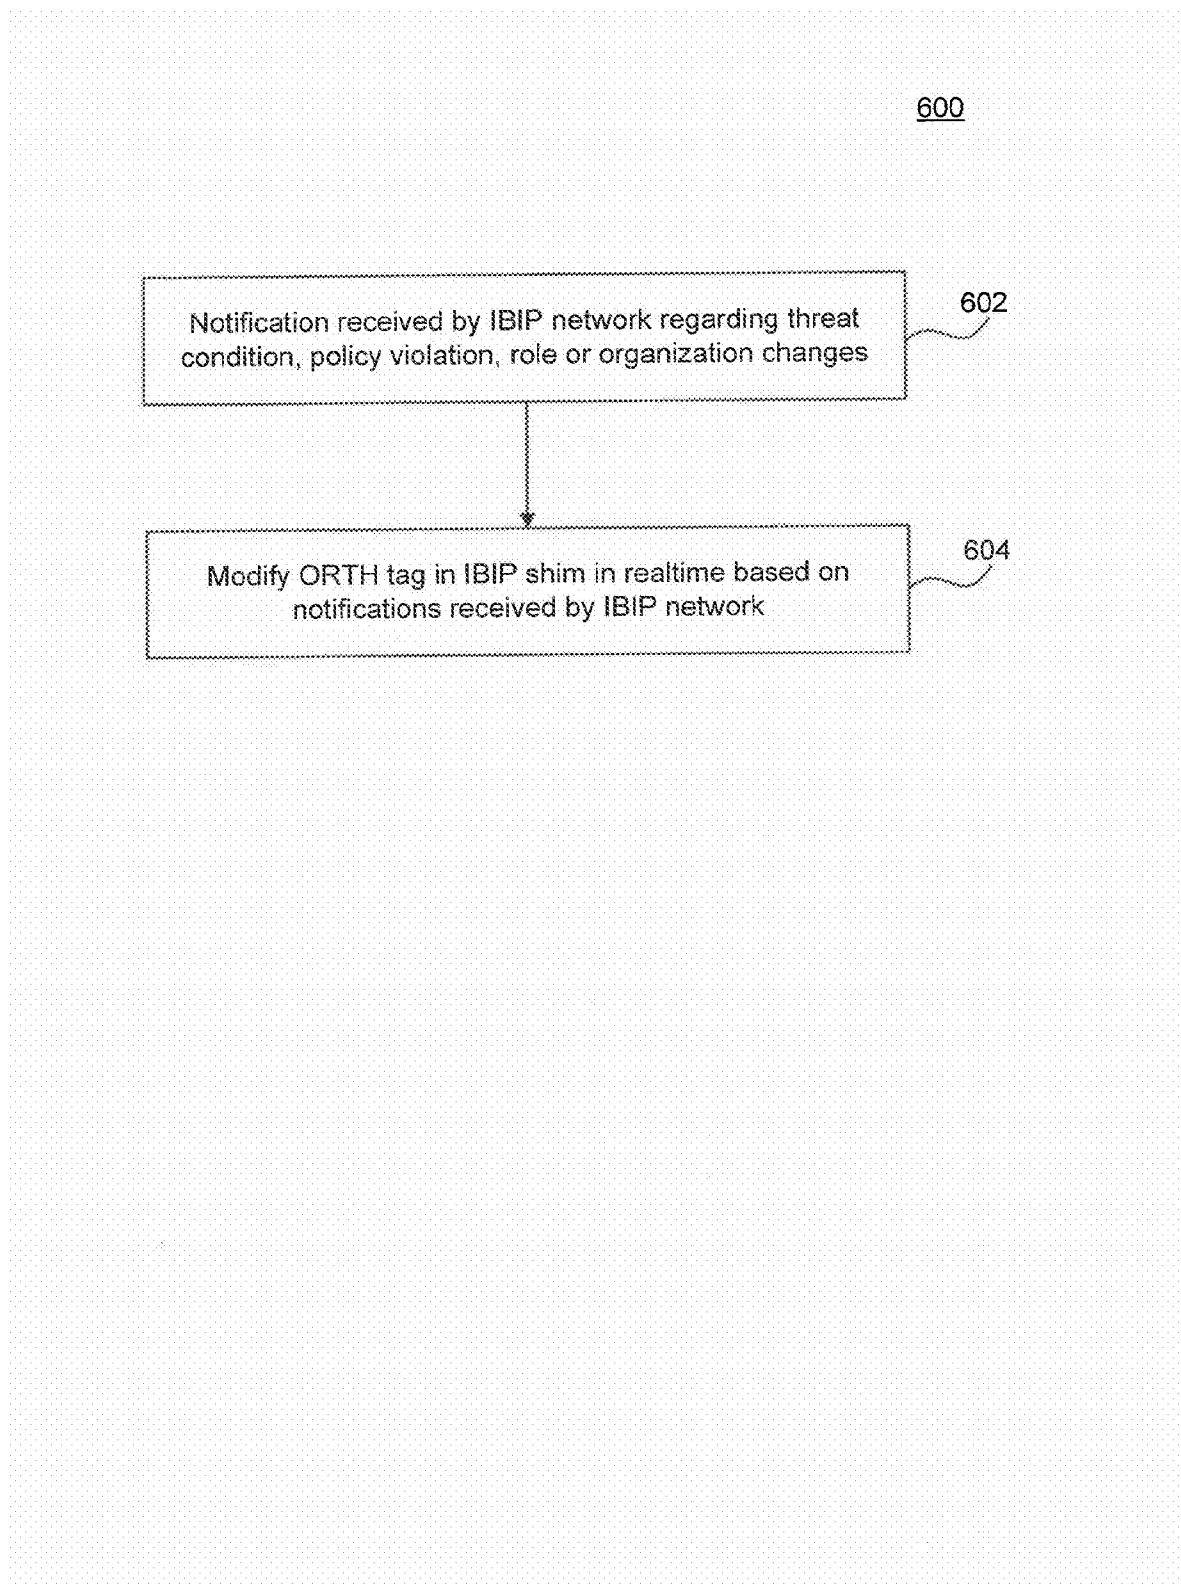 600
Notification received by IBIP network regarding threat
condition, policy violation, role or organization changes
602
Modify ORTH tag in IBIP shim in realtime based on
notifications received by IBIP network
604